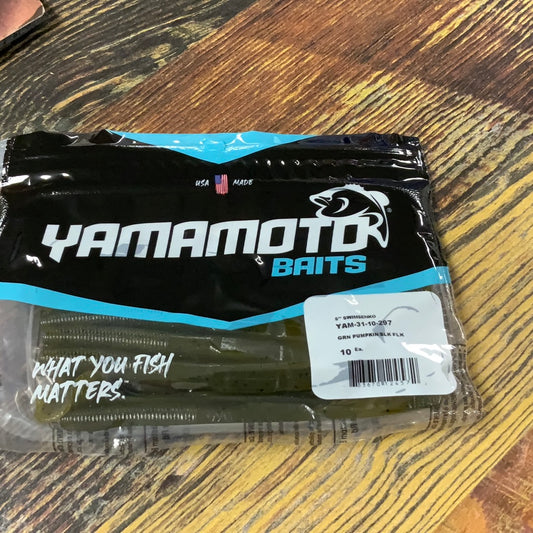 USA MADE
YAMAMOTO
BAITS
5" SWIMSENKO
YAM-31-10-297
GRN PUMPKIN BLK FLK
10 Ea.
WHAT YOU FISH
MATTERS.